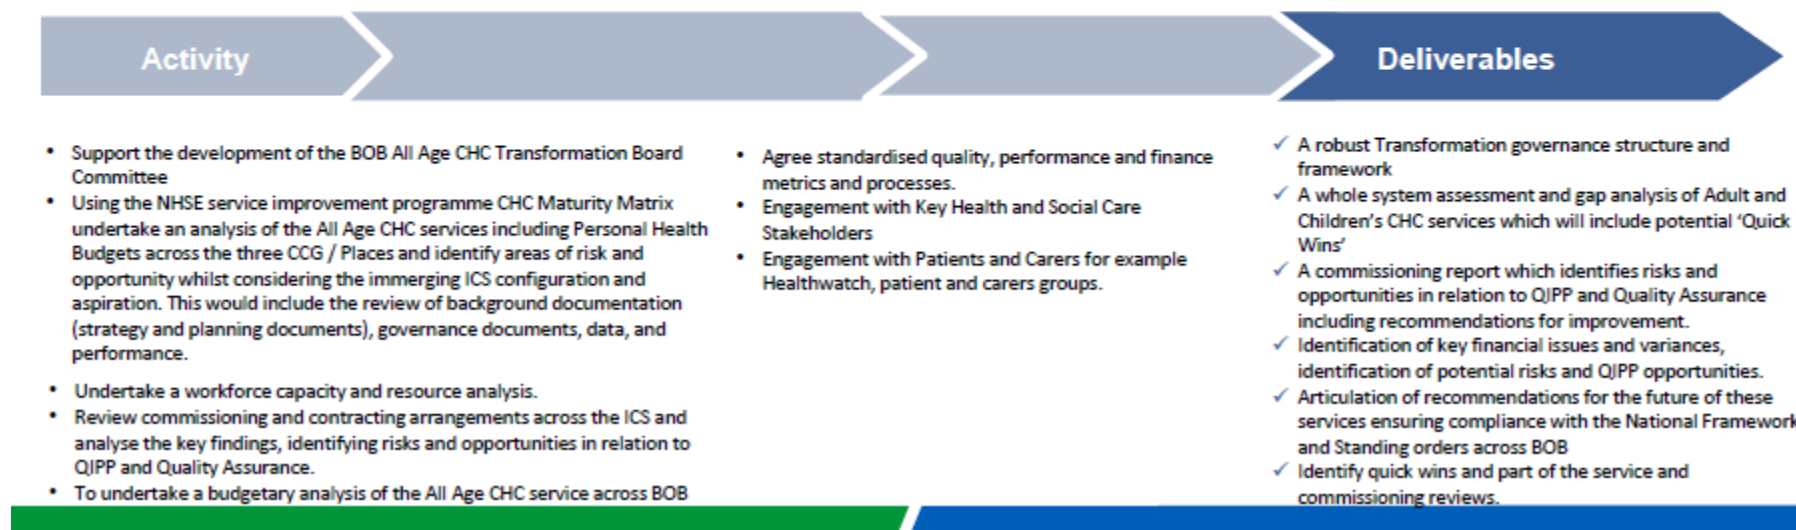 Activity
Deliverables
• Support the development of the BOB All Age CHC Transformation Board
Committee
• Using the NHSE service improvement programme CHC Maturity Matrix
undertake an analysis of the All Age CHC services including Personal Health
Budgets across the three CCG / Places and identify areas of risk and
opportunity whilst considering the immerging ICS configuration and
aspiration. This would include the review of background documentation
(strategy and planning documents), governance documents, data, and
performance.
• Undertake a workforce capacity and resource analysis.
• Review commissioning and contracting arrangements across the ICS and
analyse the key findings, identifying risks and opportunities in relation to
QIPP and Quality Assurance.
• To undertake a budgetary analysis of the All Age CHC service across BOB
• Agree standardised quality, performance and finance
metrics and processes.
• Engagement with Key Health and Social Care
Stakeholders
• Engagement with Patients and Carers for example
Healthwatch, patient and carers groups.
✓ A robust Transformation governance structure and
framework
✓ A whole system assessment and gap analysis of Adult and
Children's CHC services which will include potential 'Quick
Wins'
✓ A commissioning report which identifies risks and
opportunities in relation to QIPP and Quality Assurance
including recommendations for improvement.
✓ Identification of key financial issues and variances,
identification of potential risks and QIPP opportunities.
✓ Articulation of recommendations for the future of these
services ensuring compliance with the National Framework
and Standing orders across BOB
✓ Identify quick wins and part of the service and
commissioning reviews.